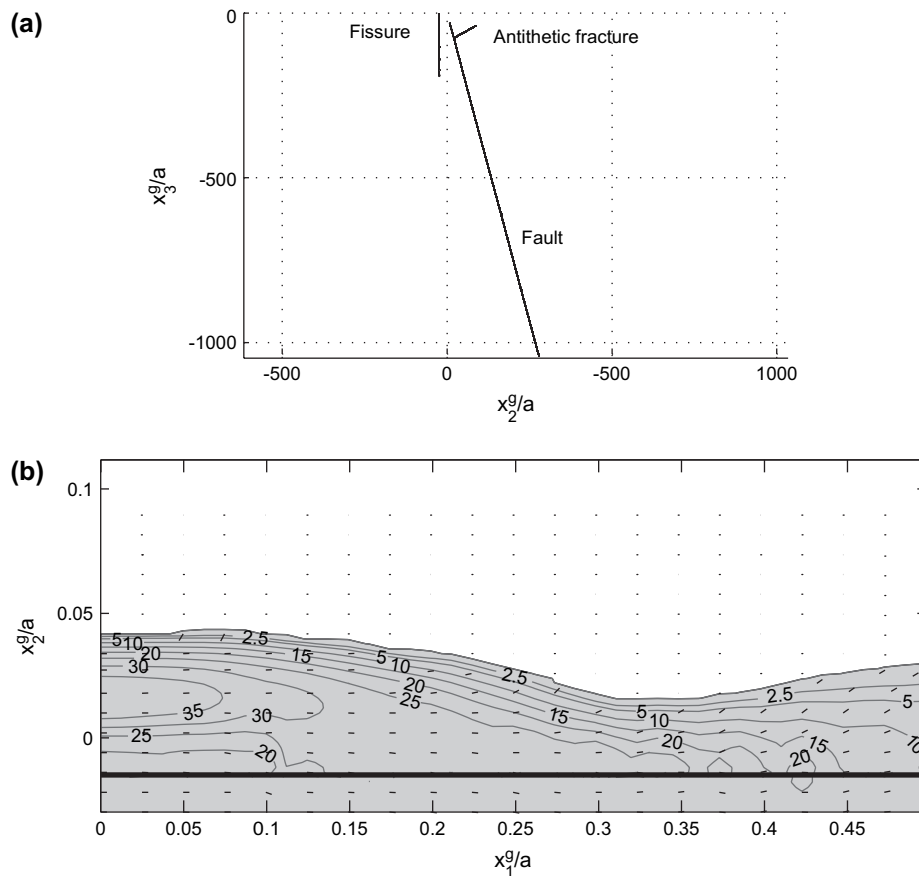 (a)
0
Fissure
Antithetic fracture
x₃ᵍ/a
-500
Fault
-1000
-500
0
-500
1000
x₂ᵍ/a
(b)
0.1
0.05
x₂ᵍ/a
0
5 10 2.5
20 15 5 2.5
30 10
20
35 25 15 2.5
30 5
25 10
20 20 15 10
20
0 0.05 0.1 0.15 0.2 0.25 0.3 0.35 0.4 0.45
x₁ᵍ/a